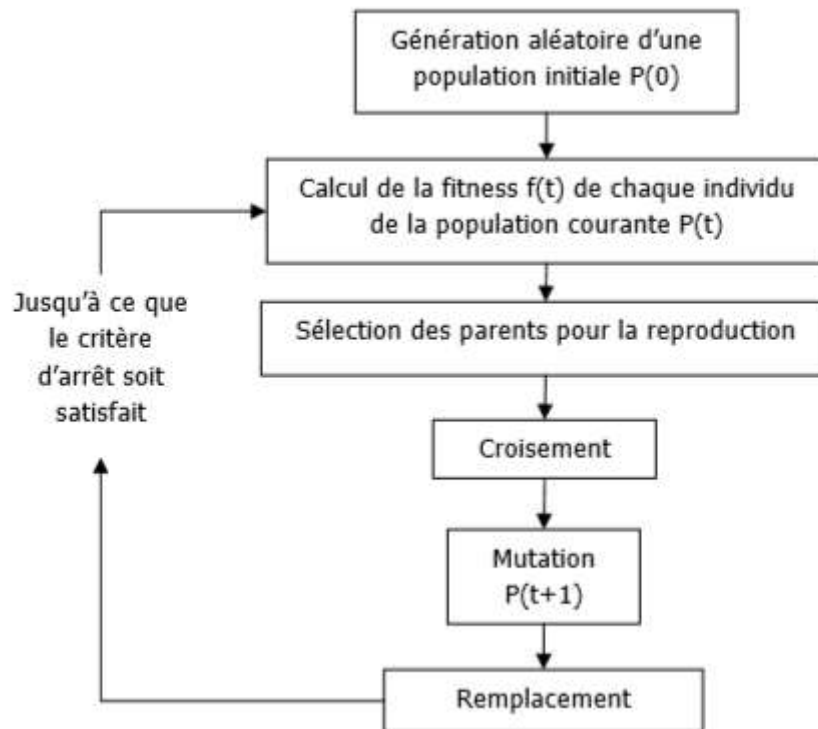 Génération aléatoire d'une
population initiale P(0)
Calcul de la fitness f(t) de chaque individu
de la population courante P(t)
Sélection des parents pour la reproduction
Croisement
Mutation
P(t+1)
Remplacement
Jusqu'à ce que
le critère
d'arrêt soit
satisfait